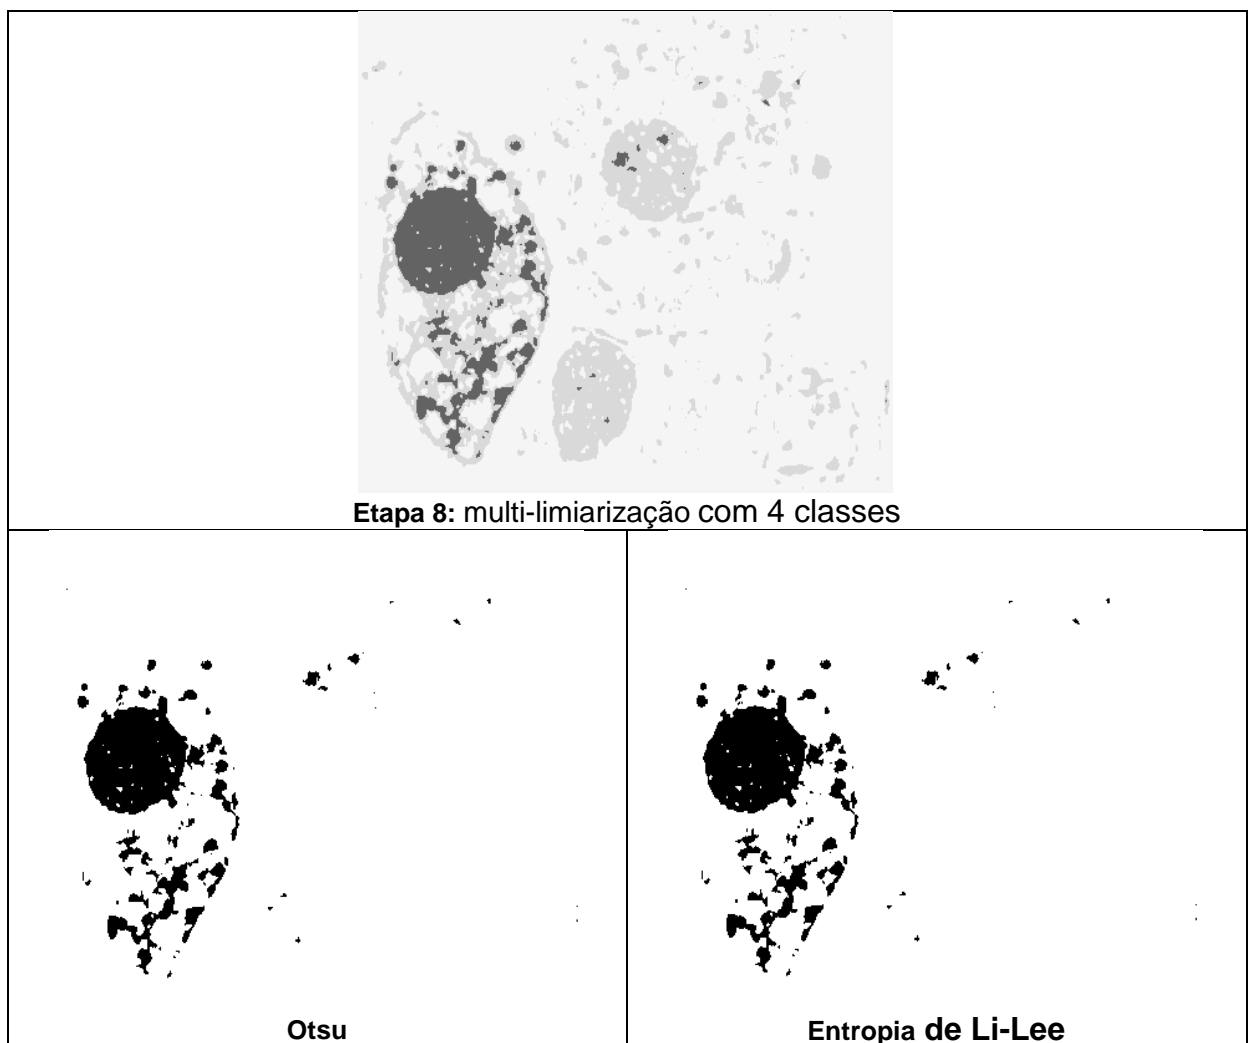 Etapa 8: multi-limiarização com 4 classes
Otsu
Entropia de Li-Lee